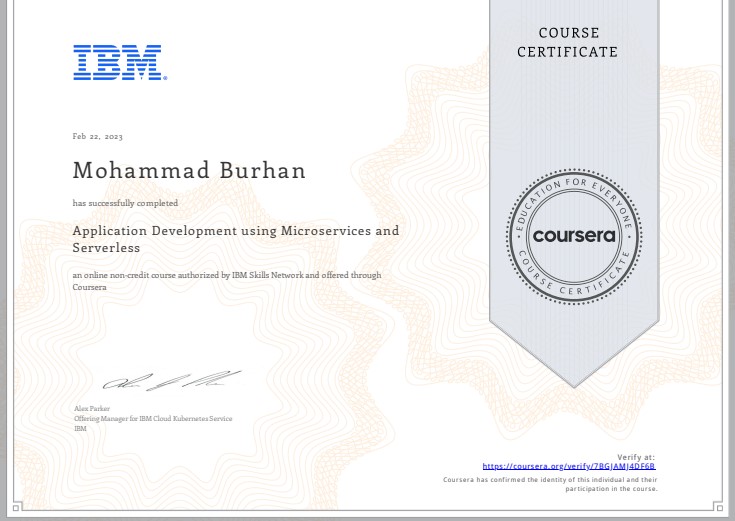 IBM
COURSE
CERTIFICATE
Feb 22, 2023
Mohammad Burhan
has successfully completed
Application Development using Microservices and
Serverless
an online non-credit course authorized by IBM Skills Network and offered through
Coursera
EDUCATION FOR EVERYONE
coursera
COURSE CERTIFICATE
Alex Parker
Offering Manager for IBM Cloud Kubernetes Service
IBM
Verify at:
https://coursera.org/verify/7BGJAMJ4DF6B
Coursera has confirmed the identity of this individual and their
participation in the course.